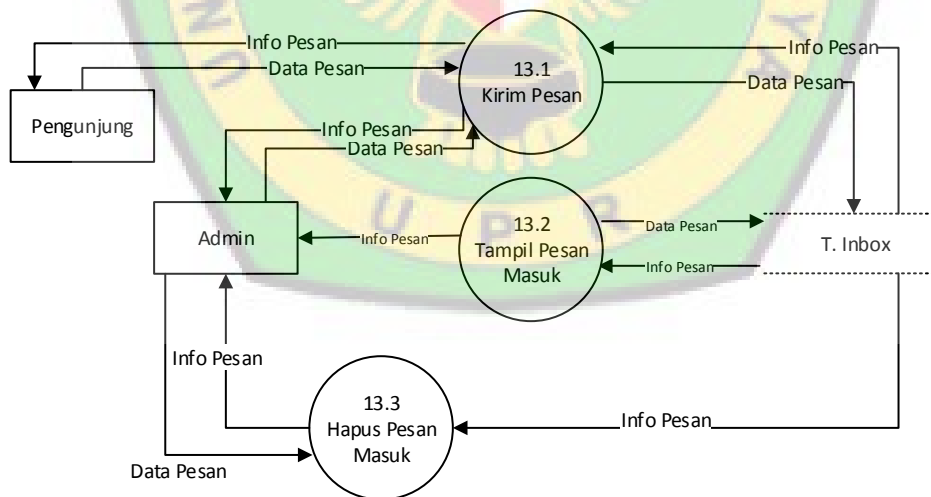 Info Pesan
Info Pesan
Data Pesan
13.1
Kirim Pesan
Data Pesan
Pengunjung
Info Pesan
Data Pesan
13.2
Tampil Pesan
Masuk
Data Pesan
Admin
Info Pesan
T. Inbox
Info Pesan
Info Pesan
13.3
Hapus Pesan
Masuk
Info Pesan
Data Pesan
U P R
UN
YA